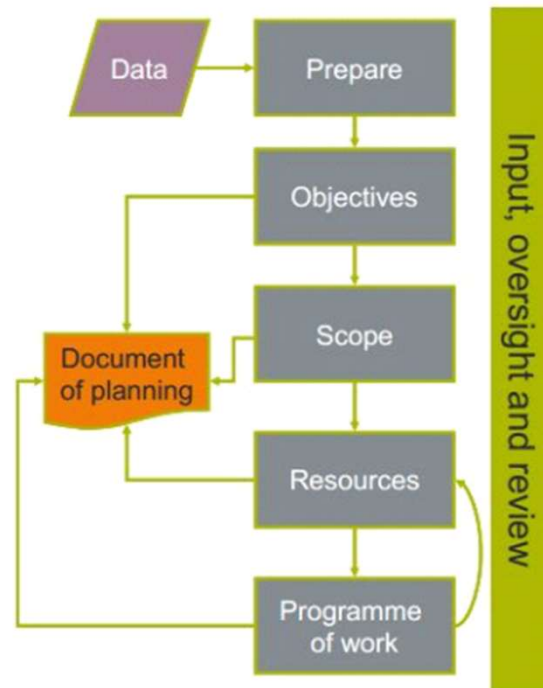 Data
Prepare
Objectives
Scope
Document
of planning
Resources
Programme
of work
Input, oversight and review